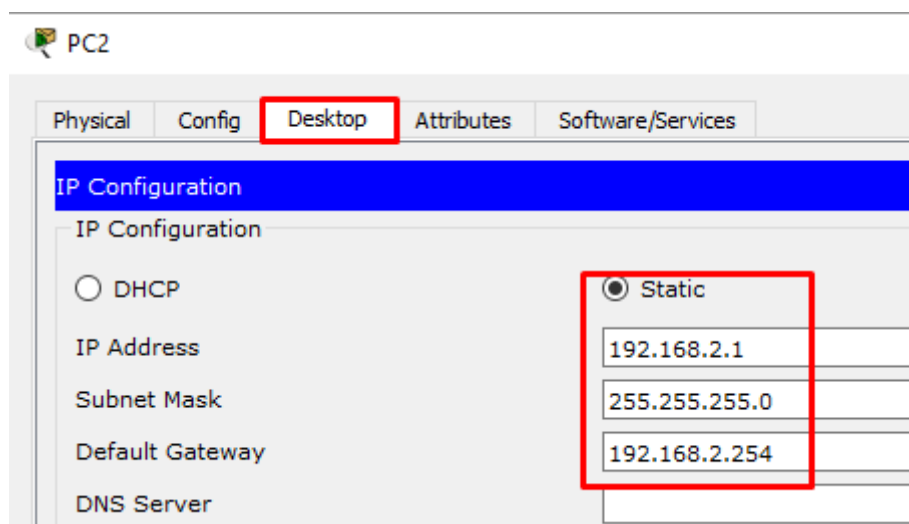 PC2
Physical Config Desktop Attributes Software/Services
IP Configuration
IP Configuration
DHCP Static
IP Address 192.168.2.1
Subnet Mask 255.255.255.0
Default Gateway 192.168.2.254
DNS Server